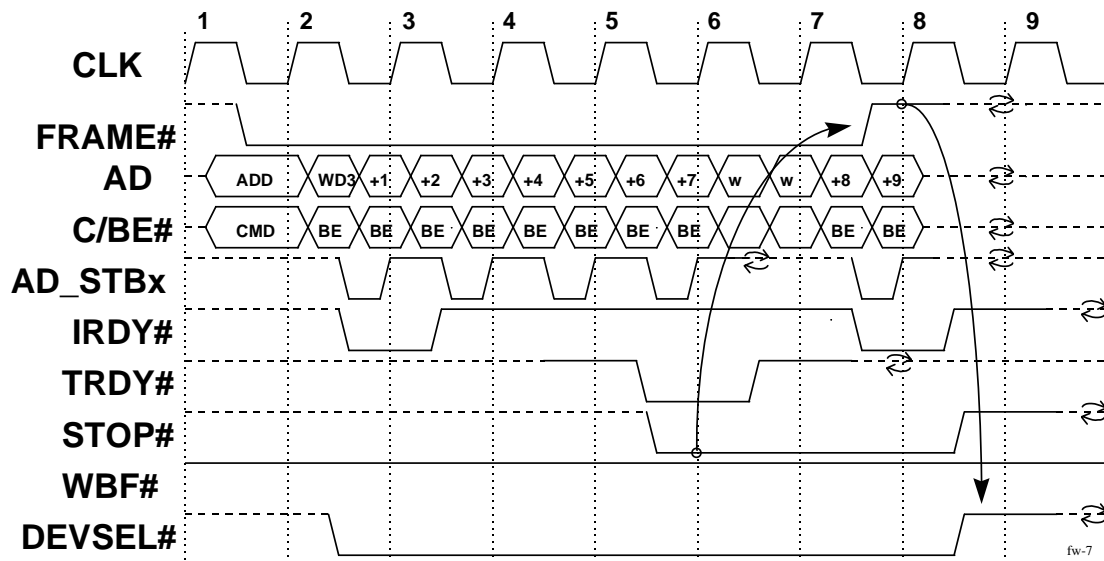 1 2 3 4 5 6 7 8 9
CLK
FRAME#
AD ADD WD3 +1 +2 +3 +4 +5 +6 +7 w w +8 +9
C/BE# CMD BE BE BE BE BE BE BE BE BE BE
AD_STBx
IRDY#
TRDY#
STOP#
WBF#
DEVSEL#
fw-7